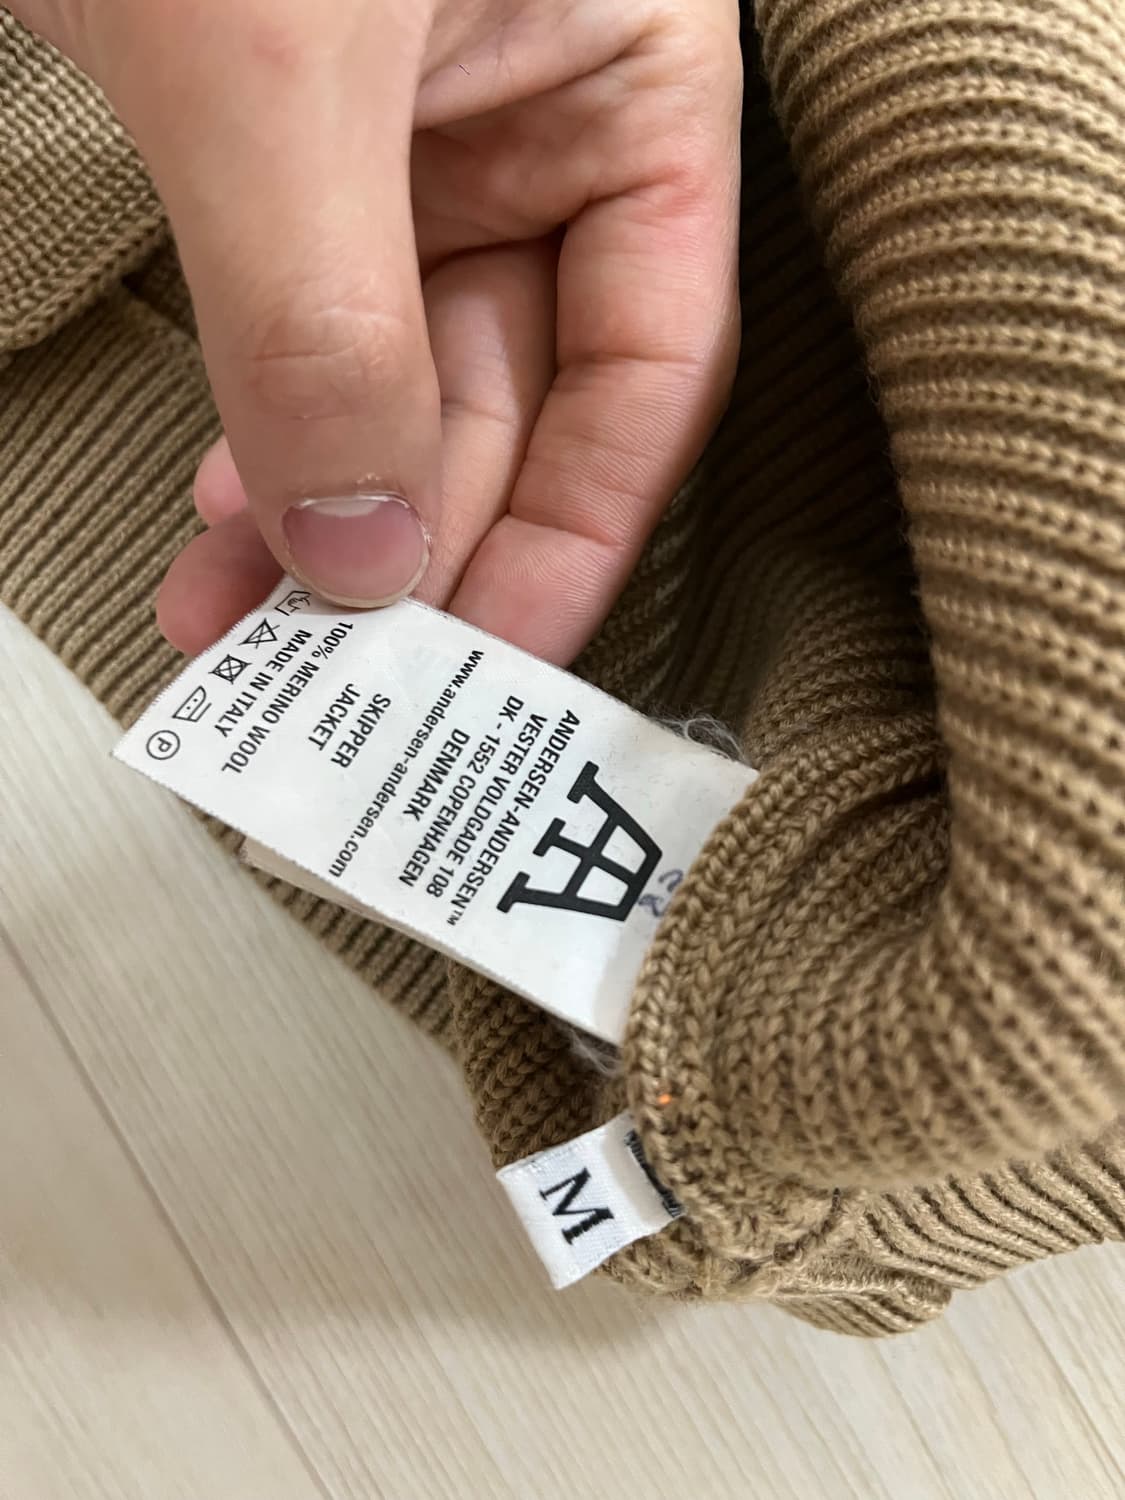 AA
ANDERSEN-ANDERSEN™
VESTER VOLDGADE 108
DK - 1552 COPENHAGEN
DENMARK
www.andersen-andersen.com
SKIPPER
JACKET
100% MERINO WOOL
MADE IN ITALY
P
M